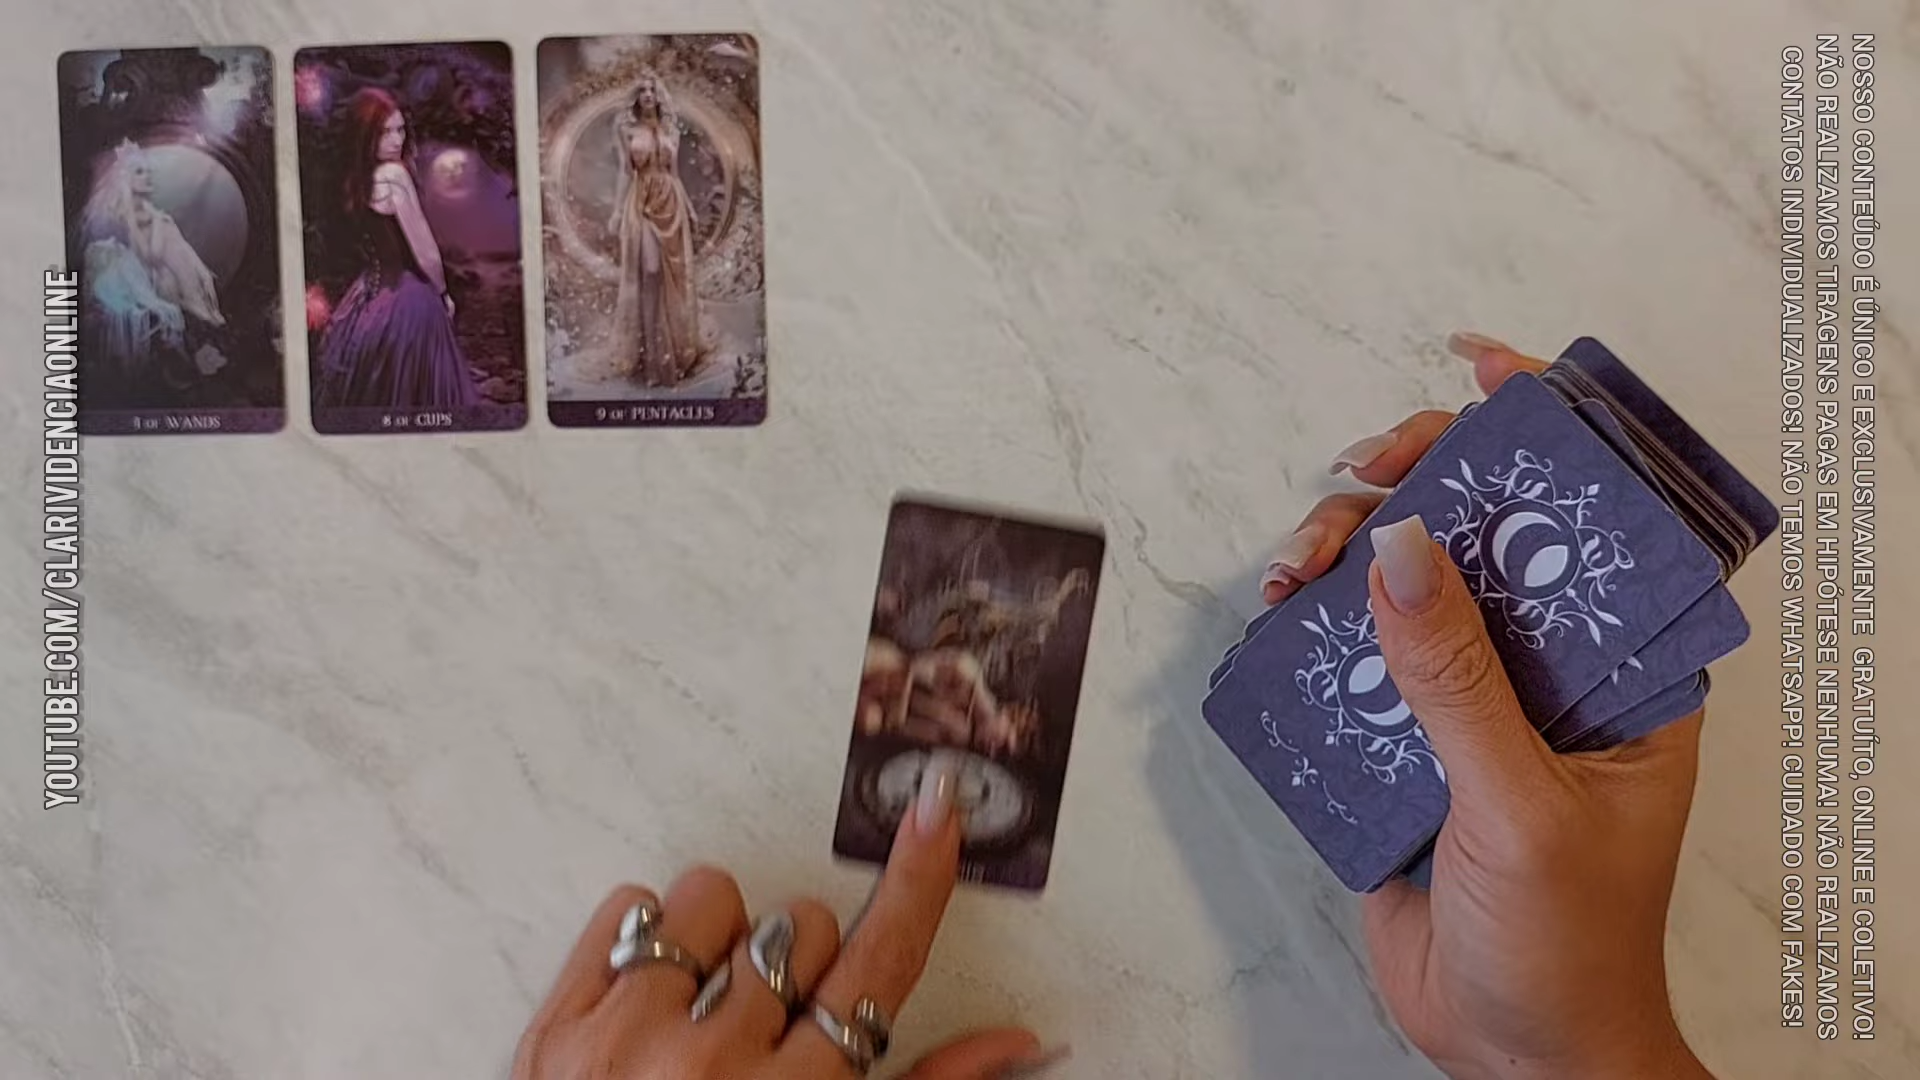 YOUTUBE.COM/CLARIVIDENCIAONLINE
OF WANDS
8 OF CUPS
9 OF PENTACLES
NOSSO CONTEÚDO É ÚNICO E EXCLUSIVAMENTE GRATUÍTO, ONLINE E COLETIVO!
NÃO REALIZAMOS TIRAGENS PAGAS EM HIPÓTESE NENHUMA! NÃO REALIZAMOS
CONTATOS INDIVIDUALIZADOS! NÃO TEMOS WHATSAPP! CUIDADO COM FAKES!